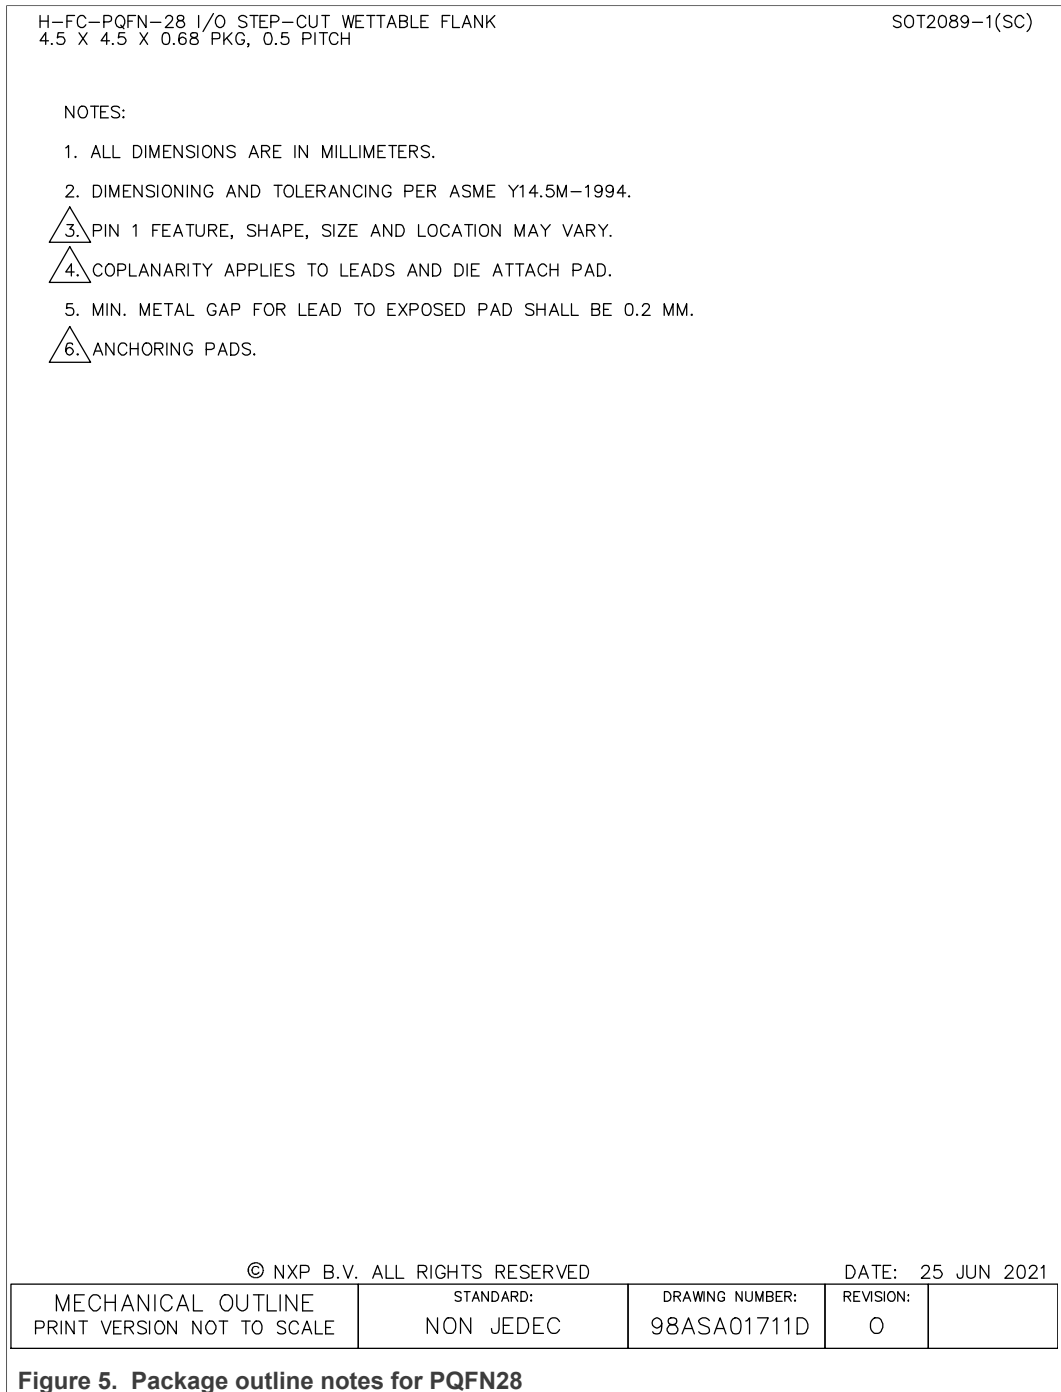 H-FC-PQFN-28 I/O STEP-CUT WETTABLE FLANK
4.5 X 4.5 X 0.68 PKG, 0.5 PITCH
SOT2089-1(SC)
NOTES:
1. ALL DIMENSIONS ARE IN MILLIMETERS.
2. DIMENSIONING AND TOLERANCING PER ASME Y14.5M-1994.
3. PIN 1 FEATURE, SHAPE, SIZE AND LOCATION MAY VARY.
4. COPLANARITY APPLIES TO LEADS AND DIE ATTACH PAD.
5. MIN. METAL GAP FOR LEAD TO EXPOSED PAD SHALL BE 0.2 MM.
6. ANCHORING PADS.
© NXP B.V. ALL RIGHTS RESERVED
DATE: 25 JUN 2021
MECHANICAL OUTLINE
PRINT VERSION NOT TO SCALE
STANDARD:
NON JEDEC
DRAWING NUMBER:
98ASA01711D
REVISION:
O
Figure 5. Package outline notes for PQFN28